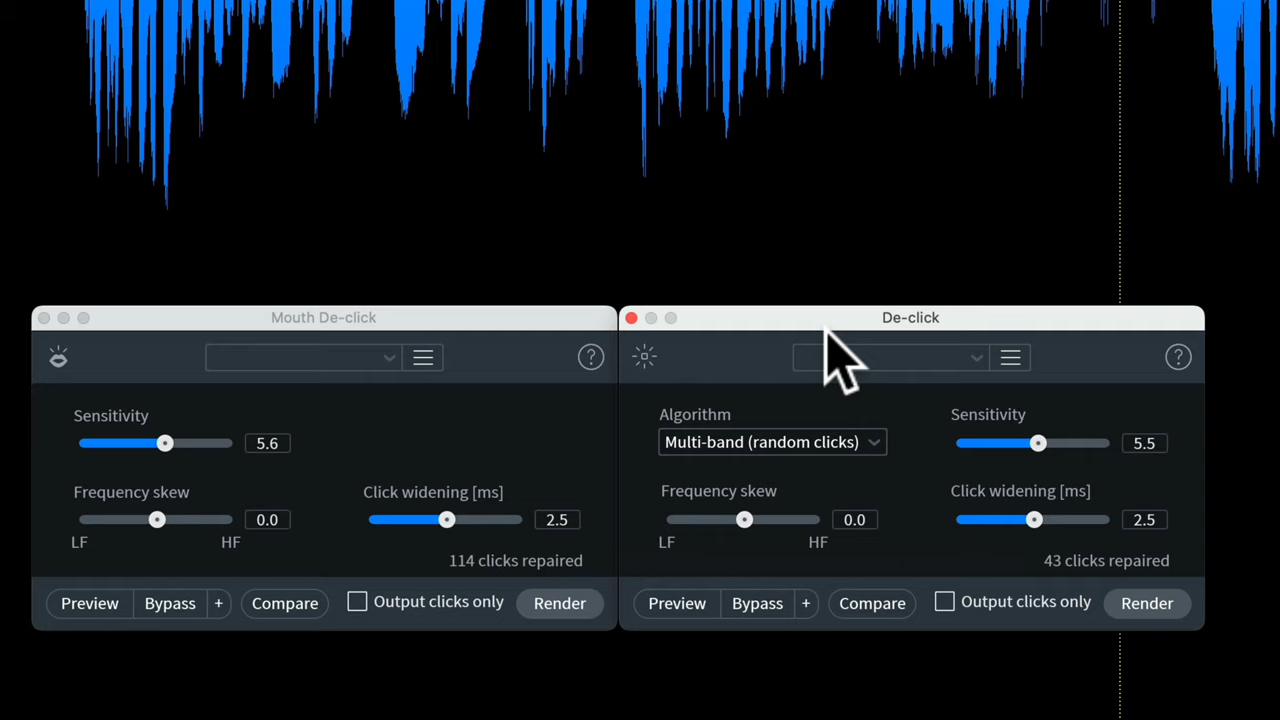 Mouth De-click
?
Sensitivity
5.6
Frequency skew
Click widening [ms]
0.0
2.5
LF
HF
114 clicks repaired
Preview
Bypass
+
Compare
Output clicks only
Render
De-click
?
Algorithm
Sensitivity
Multi-band (random clicks)
5.5
Frequency skew
Click widening [ms]
0.0
2.5
LF
HF
43 clicks repaired
Preview
Bypass
+
Compare
Output clicks only
Render